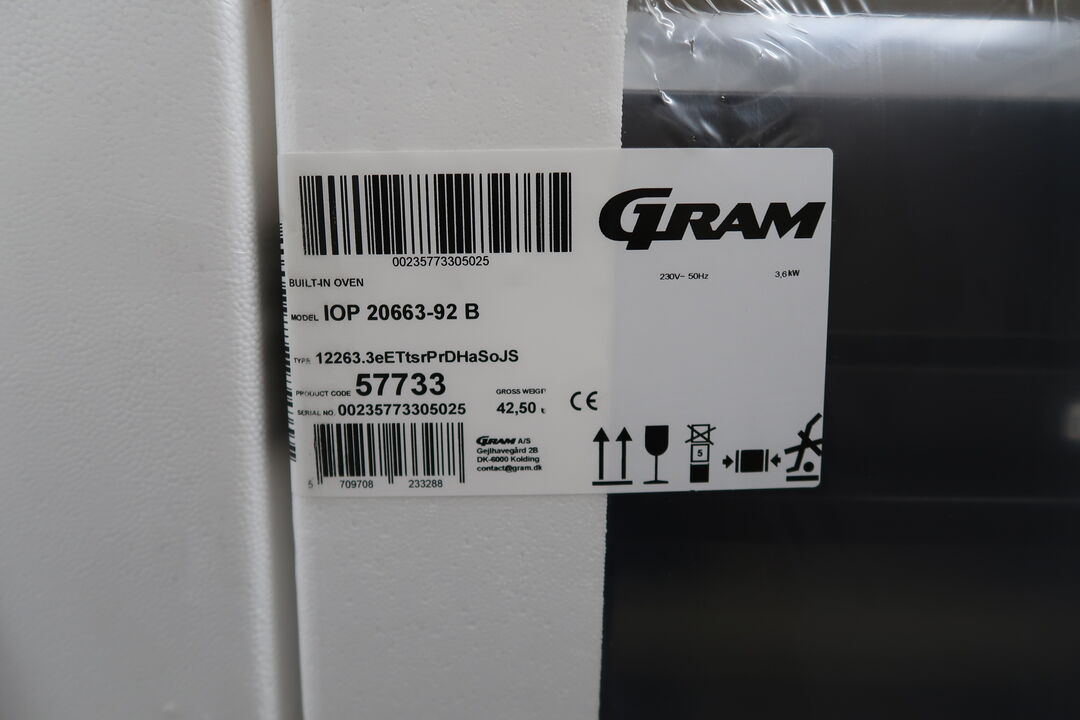 00235773305025
GRAM
230V~ 50Hz 3,6 kW
BUILT-IN OVEN
MODEL IOP 20663-92 B
TYPE 12263.3eETtsrPrDHaSoJS
PRODUCT CODE 57733
GROSS WEIGHT
SERIAL NO. 00235773305025
42,50
CE
GRAM A/S
Gejlhavegård 2B
DK-6000 Kolding
contact@gram.dk
5
5 709708 233288